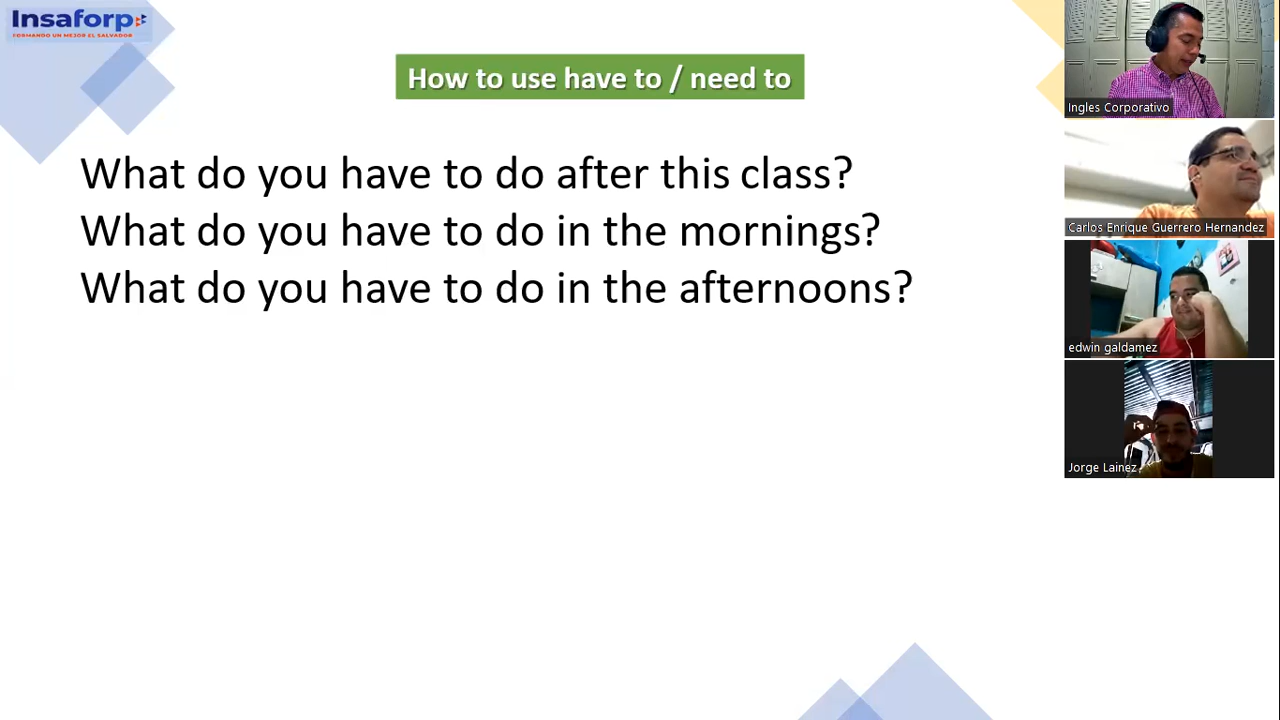 Insaforp
FORMANDO UN MEJOR EL SALVADOR
How to use have to / need to
What do you have to do after this class?
What do you have to do in the mornings?
What do you have to do in the afternoons?
Ingles Corporativo
Carlos Enrique Guerrero Hernandez
edwin galdamez
Jorge Lainez